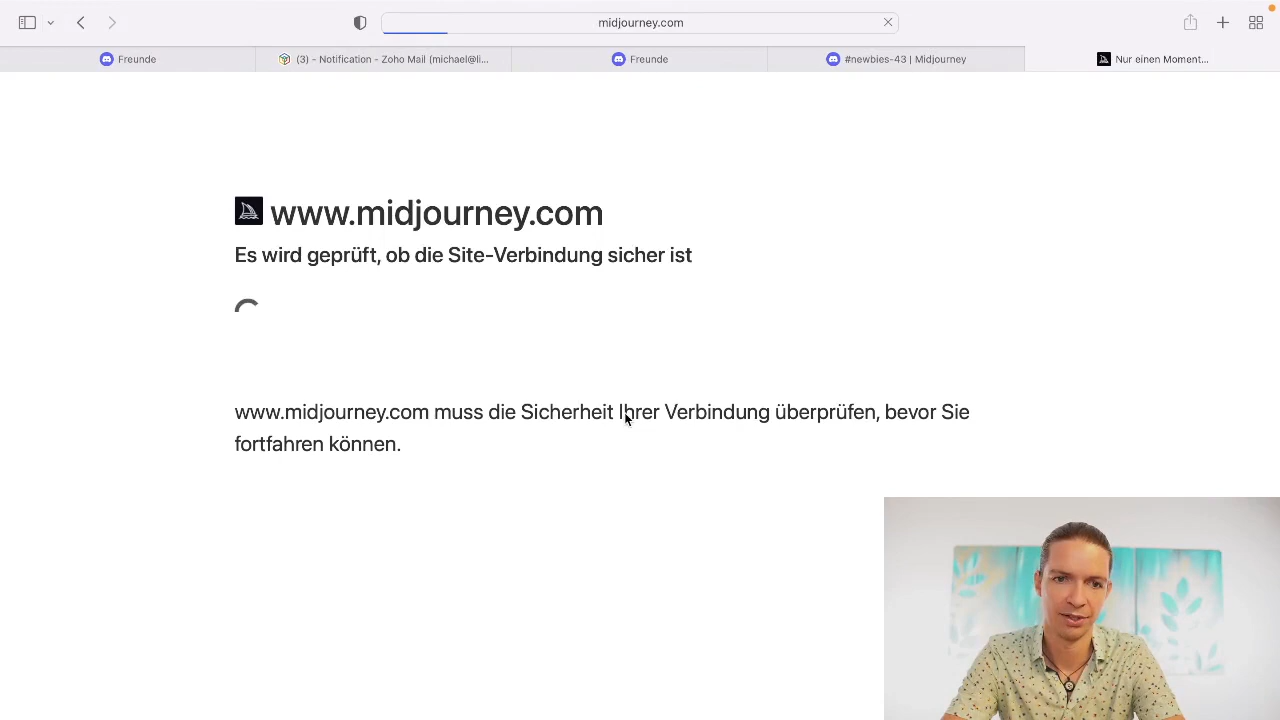 midjourney.com
Freunde
(3) - Notification - Zoho Mail (michael@li...
Freunde
#newbies-43 | Midjourney
Nur einen Moment...
www.midjourney.com
Es wird geprüft, ob die Site-Verbindung sicher ist
www.midjourney.com muss die Sicherheit Ihrer Verbindung überprüfen, bevor Sie
fortfahren können.